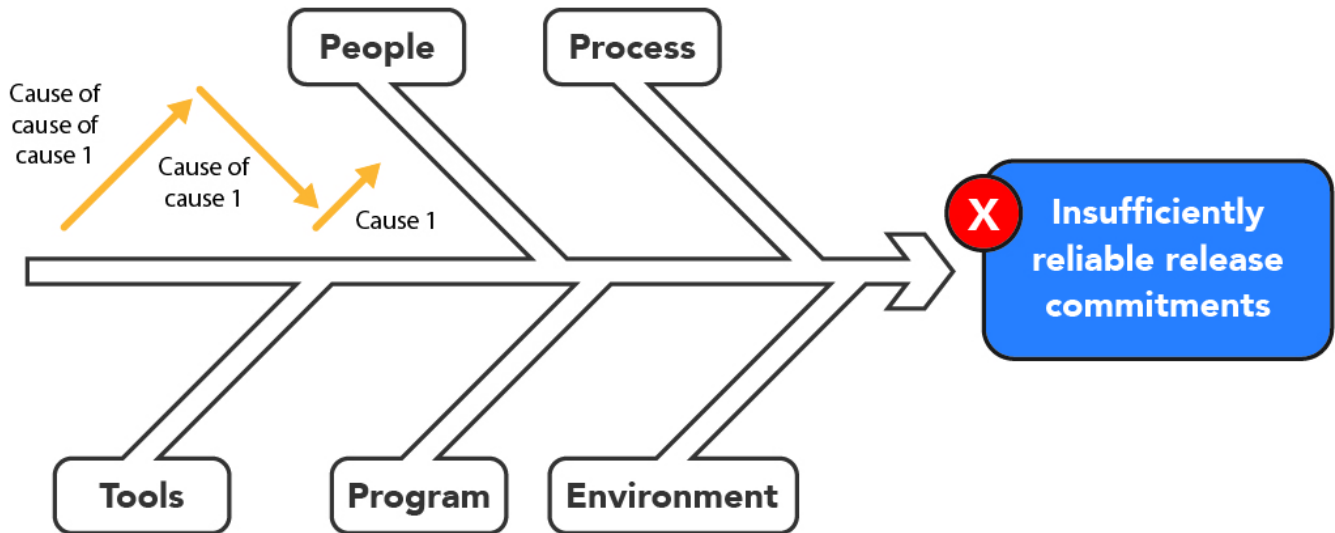 People
Process
Cause of
cause of
cause 1
Cause of
cause 1
Cause 1
X
Insufficiently
reliable release
commitments
Tools
Program
Environment